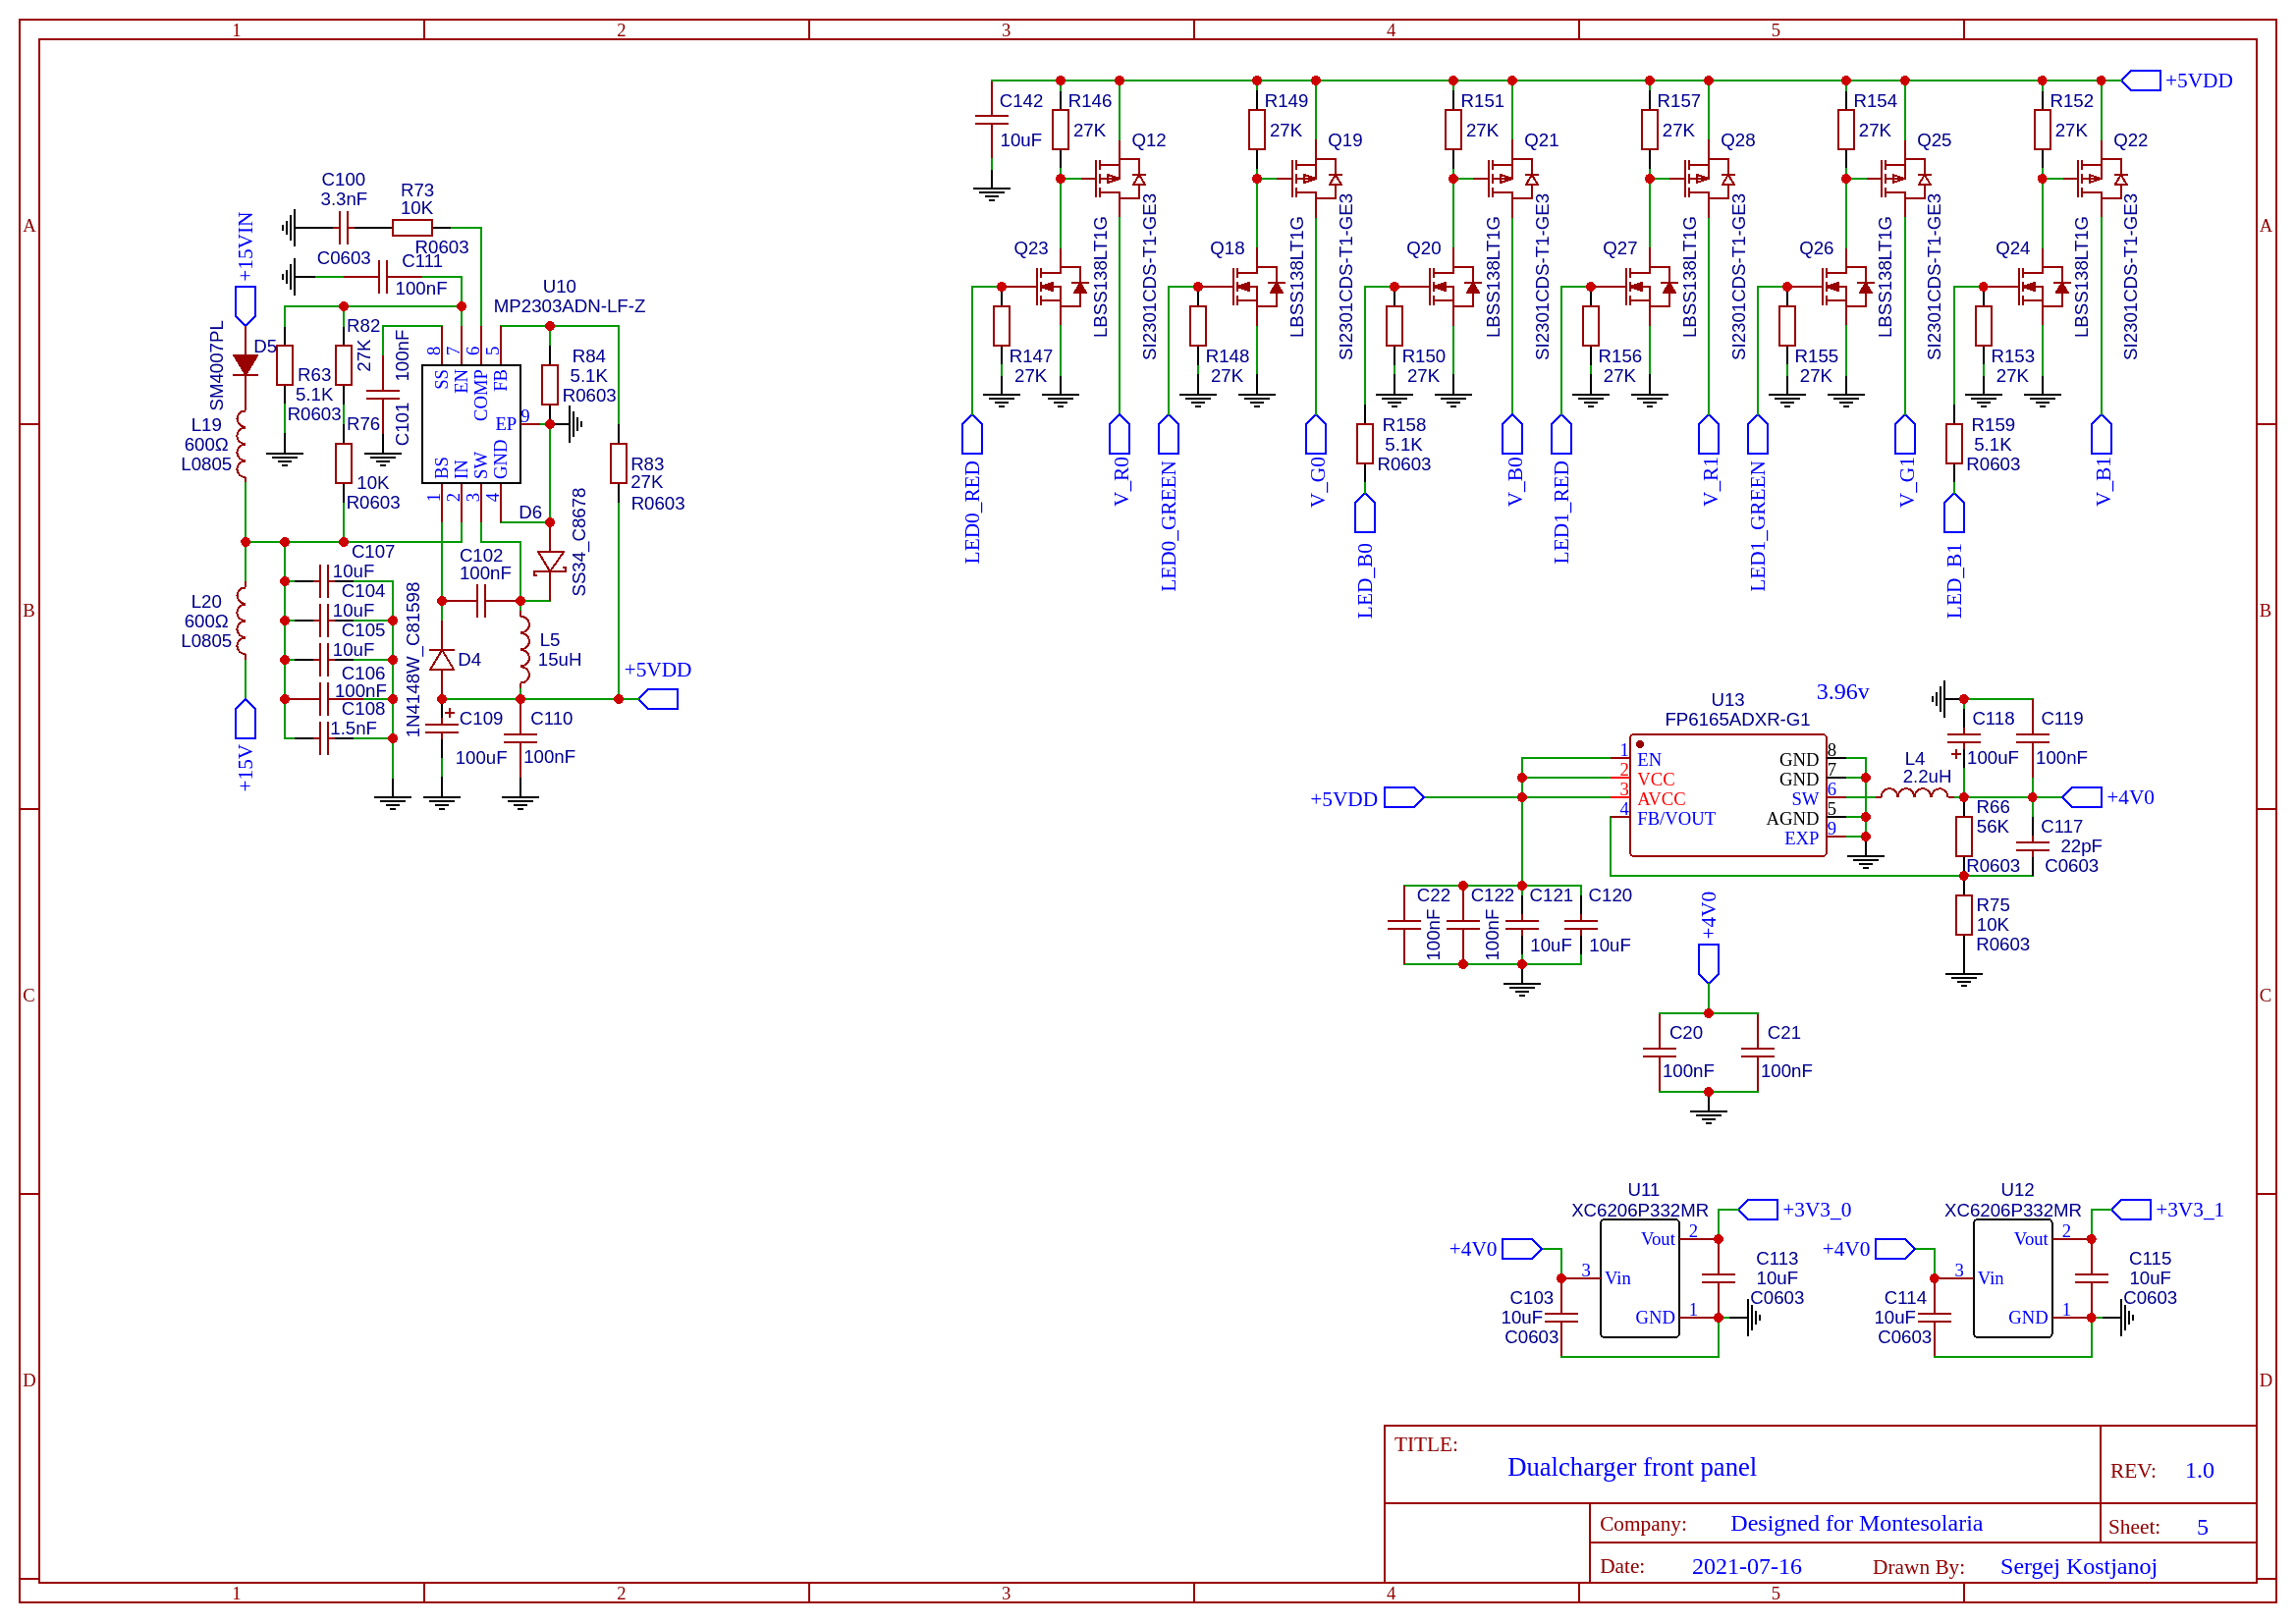 1
2
3
4
5
A
B
C
D
A
B
C
D
C100
3.3nF
C0603
R73
10K
R0603
C111
100nF
+15VIN
SM4007PL
D5
L19
600Ω
L0805
R63
5.1K
R0603
R82
27K
R76
10K
R0603
100nF
C101
U10
MP2303ADN-LF-Z
8
7
6
5
SS
EN
COMP
FB
EP
9
BS
IN
SW
GND
1
2
3
4
R84
5.1K
R0603
R83
27K
R0603
D6
SS34_C8678
C102
100nF
L20
600Ω
L0805
+15V
C107
10uF
C104
10uF
C105
10uF
C106
100nF
C108
1.5nF
1N4148W_C81598
D4
L5
15uH
+5VDD
C109
100uF
C110
100nF
+5VDD
C142
10uF
R146
27K
Q12
R149
27K
Q19
R151
27K
Q21
R157
27K
Q28
R154
27K
Q25
R152
27K
Q22
Q23
LBSS138LT1G
SI2301CDS-T1-GE3
Q18
LBSS138LT1G
SI2301CDS-T1-GE3
Q20
LBSS138LT1G
SI2301CDS-T1-GE3
Q27
LBSS138LT1G
SI2301CDS-T1-GE3
Q26
LBSS138LT1G
SI2301CDS-T1-GE3
Q24
LBSS138LT1G
SI2301CDS-T1-GE3
R147
27K
R148
27K
R150
27K
R156
27K
R155
27K
R153
27K
R158
5.1K
R0603
R159
5.1K
R0603
LED0_RED
V_R0
LED0_GREEN
V_G0
LED_B0
V_B0
LED1_RED
V_R1
LED1_GREEN
V_G1
LED_B1
V_B1
U13
FP6165ADXR-G1
3.96v
1
2
3
4
EN
VCC
AVCC
FB/VOUT
GND
GND
SW
AGND
EXP
8
7
6
5
9
+5VDD
L4
2.2uH
C118
100uF
C119
100nF
+4V0
R66
56K
R0603
C117
22pF
C0603
R75
10K
R0603
C22
100nF
C122
100nF
C121
10uF
C120
10uF
+4V0
C20
100nF
C21
100nF
U11
XC6206P332MR
+3V3_0
+4V0
Vout
2
3
Vin
GND
1
C103
10uF
C0603
C113
10uF
C0603
U12
XC6206P332MR
+3V3_1
+4V0
Vout
2
3
Vin
GND
1
C114
10uF
C0603
C115
10uF
C0603
TITLE:
Dualcharger front panel
REV: 1.0
Company: Designed for Montesolaria
Sheet: 5
Date: 2021-07-16
Drawn By: Sergej Kostjanoj
1
2
3
4
5